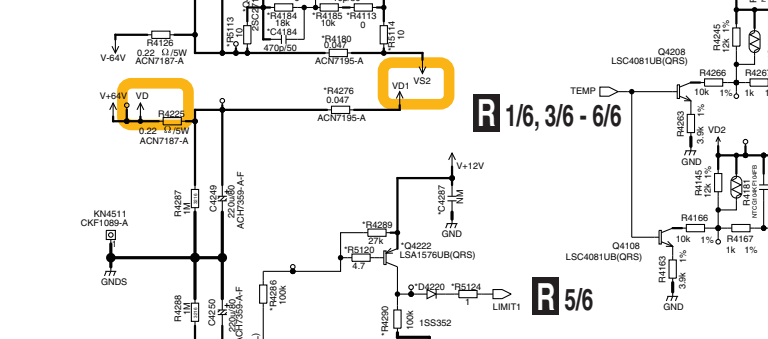 *R5113
10
2SC27
*R4184
18k
*C4184
470p/50
*R4185
10k
*R4113
0
*R5114
10
R4126
0.22 Ω/5W
ACN7187-A
V-64V
*R4180
0.047
ACN7195-A
VS2
VD1
V+64V
VD
R4225
0.22 Ω/5W
ACN7187-A
*R4276
0.047
ACN7195-A
R 1/6, 3/6 - 6/6
TEMP
Q4208
LSC4081UB(QRS)
R4245
12k 1%
R4266
10k 1%
R4267
1k
R4263
3.9k 1%
GND
VD2
R4145
12k 1%
R4181
NTCG104KF104FB
R4287
1M
C4249
220u/80
ACH7359-A-F
KN4511
CKF1089-A
1
GNDS
R4288
1M
C4250
220u/80
ACH7359-A-F
V+12V
*C4287
NM
GND
*R4289
27k
*R5120
4.7
*Q4222
LSA1576UB(QRS)
*R4286
100k
*D4220
1SS352
*R5124
1
LIMIT1
*R4290
100k
R 5/6
Q4108
LSC4081UB(QRS)
R4166
10k 1%
R4167
1k 1%
R4163
3.9k 1%
GND